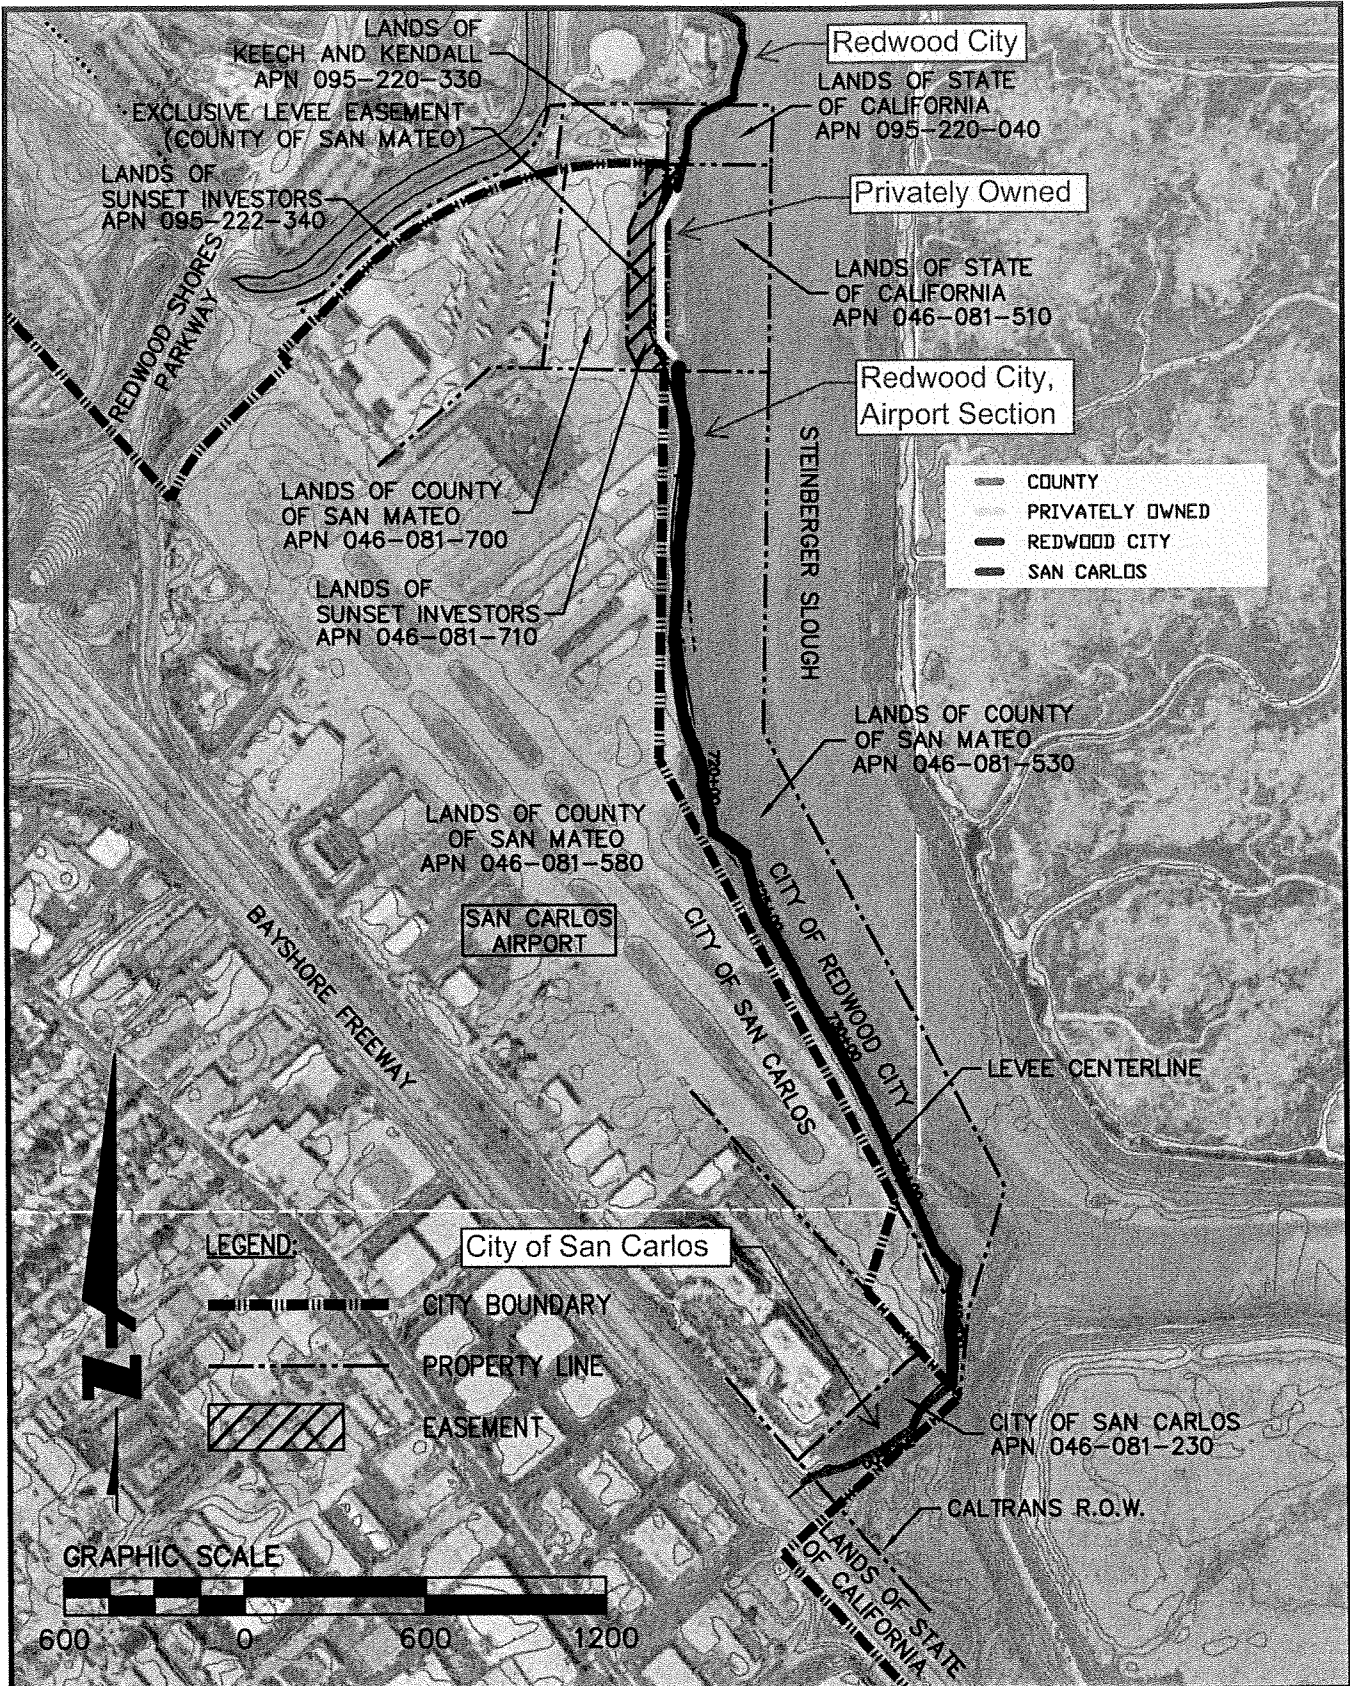 LANDS OF
KEECH AND KENDALL
APN 095-220-330
EXCLUSIVE LEVEE EASEMENT
(COUNTY OF SAN MATEO)
LANDS OF
SUNSET INVESTORS
APN 095-222-340
REDWOOD SHORES
PARKWAY
Redwood City
LANDS OF STATE
OF CALIFORNIA
APN 095-220-040
Privately Owned
LANDS OF STATE
OF CALIFORNIA
APN 046-081-510
Redwood City,
Airport Section
STEINBERGER SLOUGH
COUNTY
PRIVATELY OWNED
REDWOOD CITY
SAN CARLOS
LANDS OF COUNTY
OF SAN MATEO
APN 046-081-700
LANDS OF
SUNSET INVESTORS
APN 046-081-710
LANDS OF COUNTY
OF SAN MATEO
APN 046-081-530
720+00
LANDS OF COUNTY
OF SAN MATEO
APN 046-081-580
SAN CARLOS
AIRPORT
BAYSHORE FREEWAY
CITY OF SAN CARLOS
CITY OF REDWOOD CITY
730+00
LEVEE CENTERLINE
City of San Carlos
LEGEND:
CITY BOUNDARY
PROPERTY LINE
EASEMENT
CITY OF SAN CARLOS
APN 046-081-230
CALTRANS R.O.W.
LANDS OF STATE
OF CALIFORNIA
N
GRAPHIC SCALE
600 0 600 1200